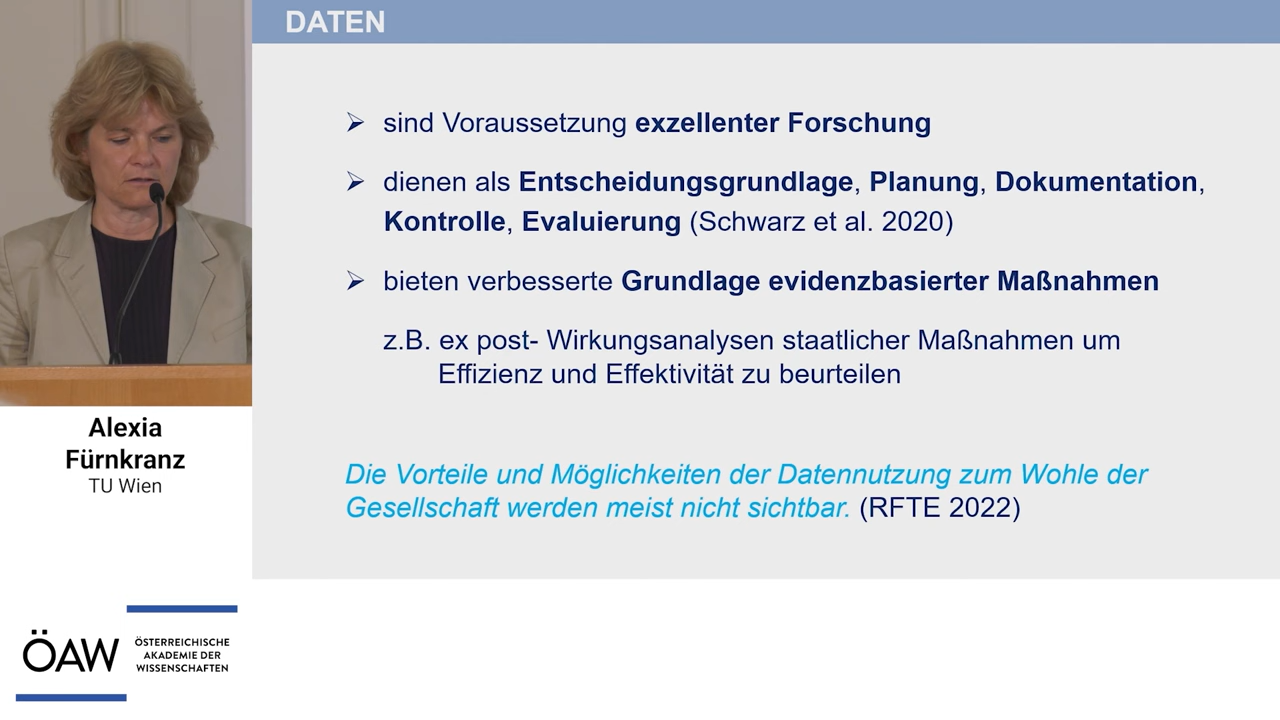 DATEN
➢ sind Voraussetzung exzellenter Forschung
➢ dienen als Entscheidungsgrundlage, Planung, Dokumentation,
Kontrolle, Evaluierung (Schwarz et al. 2020)
➢ bieten verbesserte Grundlage evidenzbasierter Maßnahmen
z.B. ex post- Wirkungsanalysen staatlicher Maßnahmen um
Effizienz und Effektivität zu beurteilen
Die Vorteile und Möglichkeiten der Datennutzung zum Wohle der
Gesellschaft werden meist nicht sichtbar. (RFTE 2022)
Alexia
Fürnkranz
TU Wien
ÖAW
ÖSTERREICHISCHE
AKADEMIE DER
WISSENSCHAFTEN